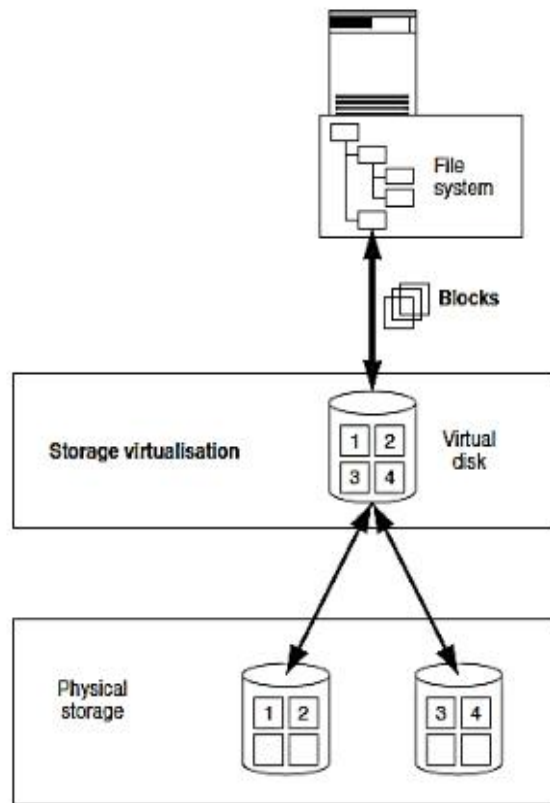 File
system
Blocks
Storage virtualisation
1 2
3 4
Virtual
disk
Physical
storage
1 2
3 4